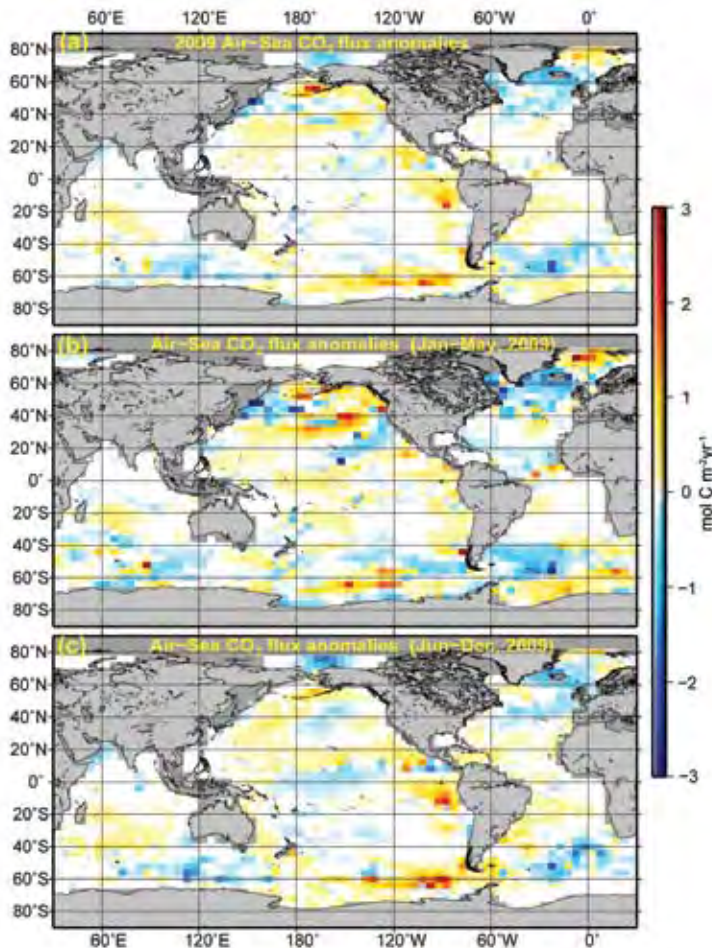 60°E 120°E 180° 120°W 60°W 0°
(a) 2009 Air-Sea CO₂ flux anomalies
80°N
60°N
40°N
20°N
0°
20°S
40°S
60°S
80°S
(b) Air-Sea CO₂ flux anomalies (Jan-May, 2009)
80°N
60°N
40°N
20°N
0°
20°S
40°S
60°S
80°S
(c) Air-Sea CO₂ flux anomalies (Jun-Dec, 2009)
80°N
60°N
40°N
20°N
0°
20°S
40°S
60°S
80°S
60°E 120°E 180° 120°W 60°W 0°
3
2
1
0
-1
-2
-3
mol C m⁻²yr⁻¹